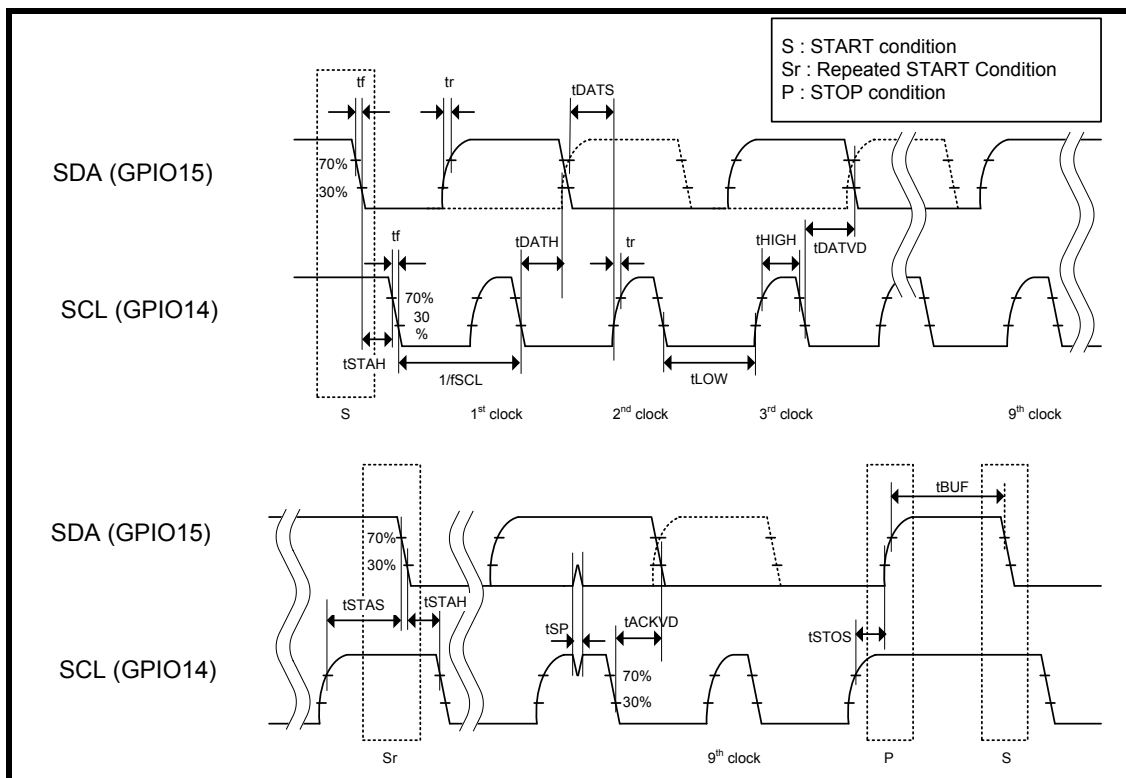 S : START condition
Sr : Repeated START Condition
P : STOP condition
tf
tr
tDATS
SDA (GPIO15)
70%
30%
tf
tDATH
tr
tHIGH
tDATVD
SCL (GPIO14)
70%
30
%
tSTAH
1/fSCL
tLOW
S
1st clock
2nd clock
3rd clock
9th clock
tBUF
SDA (GPIO15)
70%
30%
tSTAS
tSTAH
tSP
tACKVD
tSTOS
SCL (GPIO14)
70%
30%
Sr
9th clock
P
S